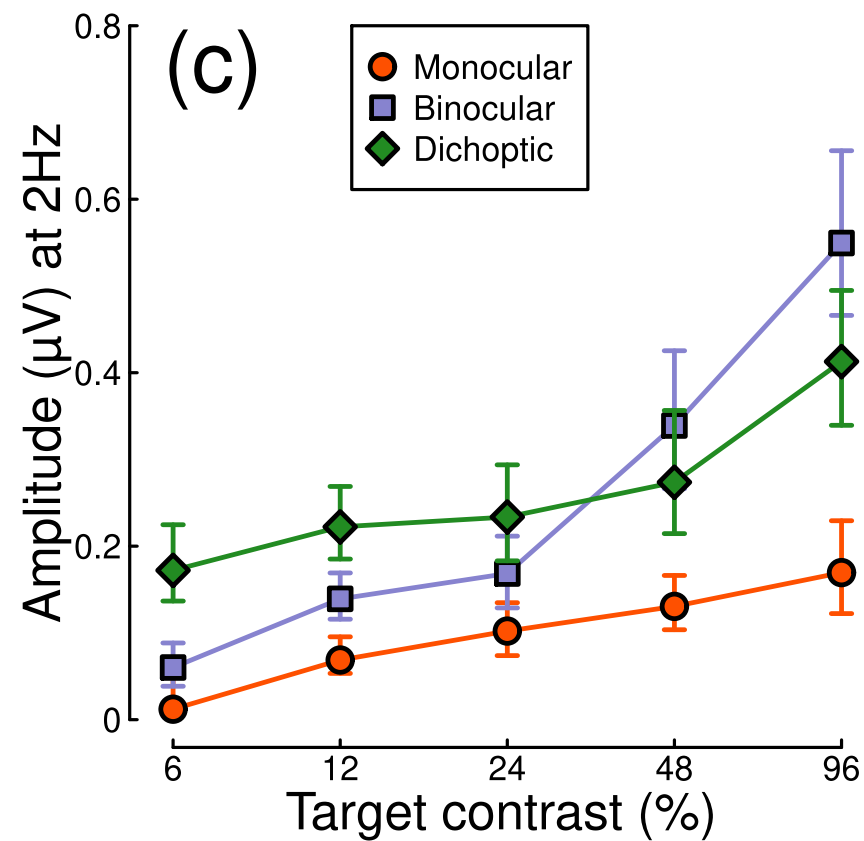 (c)
Monocular
Binocular
Dichoptic
Amplitude (µV) at 2Hz
0.8
0.6
0.4
0.2
0
6 12 24 48 96
Target contrast (%)